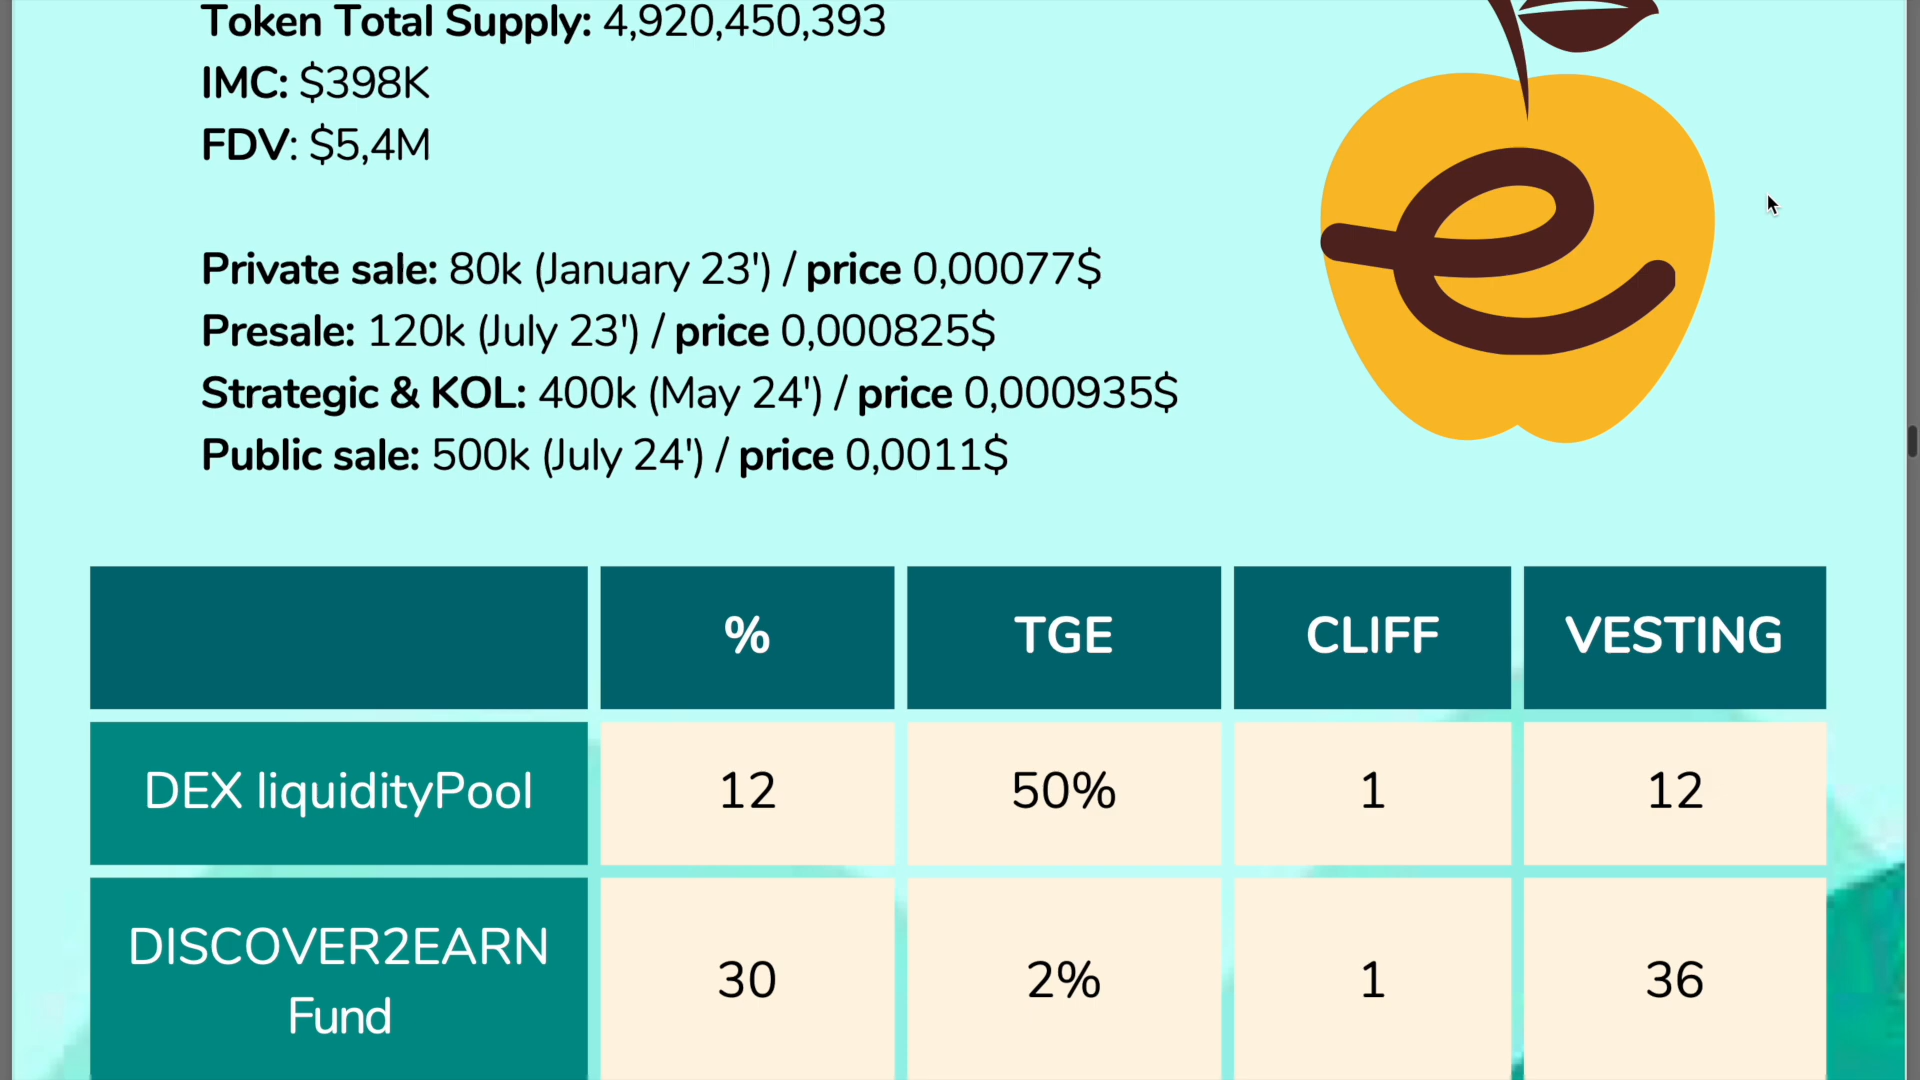 Token Total Supply: 4,920,450,393
IMC: $398K
FDV: $5,4M
Private sale: 80k (January 23') / price 0,00077$
Presale: 120k (July 23') / price 0,000825$
Strategic & KOL: 400k (May 24') / price 0,000935$
Public sale: 500k (July 24') / price 0,0011$
% TGE CLIFF VESTING
DEX liquidityPool 12 50% 1 12
DISCOVER2EARN
Fund 30 2% 1 36